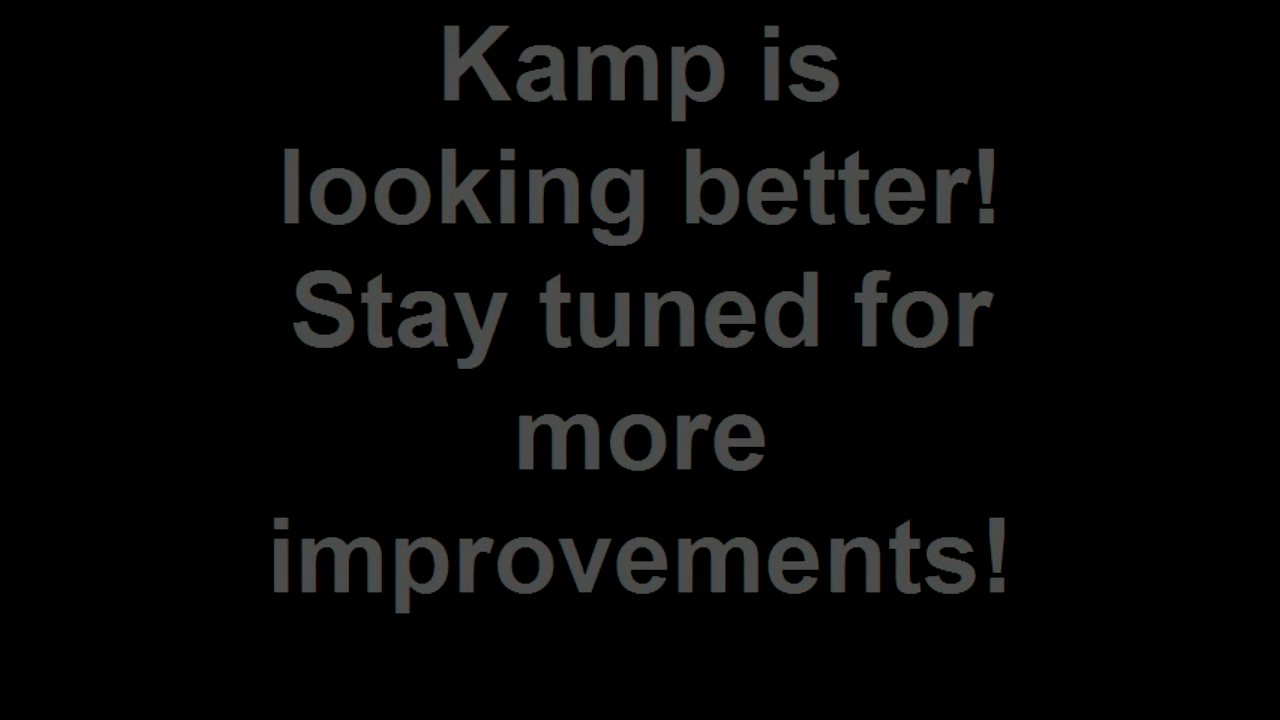 Kamp is
looking better!
Stay tuned for
more
improvements!